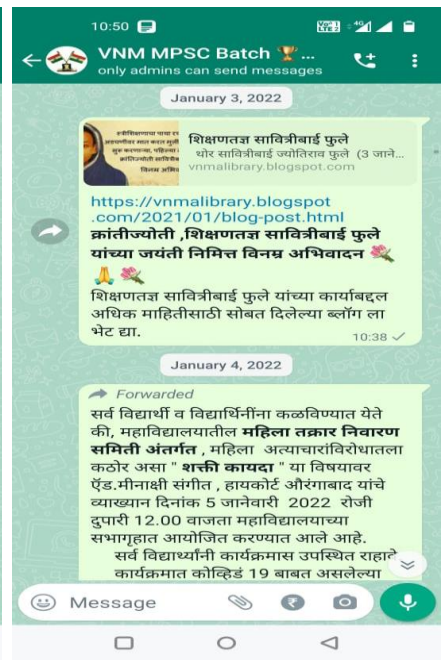 10:50
VNM MPSC Batch 🏆...
only admins can send messages
January 3, 2022
शिक्षणतज्ञ सावित्रीबाई फुले
थोर सावित्रीबाई ज्योतिराव फुले (3 जाने...
vnmalibrary.blogspot.com
https://vnmalibrary.blogspot
.com/2021/01/blog-post.html
क्रांतीज्योती ,शिक्षणतज्ञ सावित्रीबाई फुले
यांच्या जयंती निमित्त विनम्र अभिवादन 💐
🙏 💐
शिक्षणतज्ञ सावित्रीबाई फुले यांच्या कार्याबद्दल
अधिक माहितीसाठी सोबत दिलेल्या ब्लॉग ला
भेट द्या.
10:38
January 4, 2022
Forwarded
सर्व विद्यार्थी व विद्यार्थिनींना कळविण्यात येते
की, महाविद्यालयातील महिला तक्रार निवारण
समिती अंतर्गत , महिला अत्याचारांविरोधातला
कठोर असा " शक्ती कायदा " या विषयावर
ऍड.मीनाक्षी संगीत , हायकोर्ट औरंगाबाद यांचे
व्याख्यान दिनांक 5 जानेवारी 2022 रोजी
दुपारी 12.00 वाजता महाविद्यालयाच्या
सभागृहात आयोजित करण्यात आले आहे.
सर्व विद्यार्थ्यांनी कार्यक्रमास उपस्थित राहावे
कार्यक्रमात कोव्हिडं 19 बाबत असलेल्या
Message